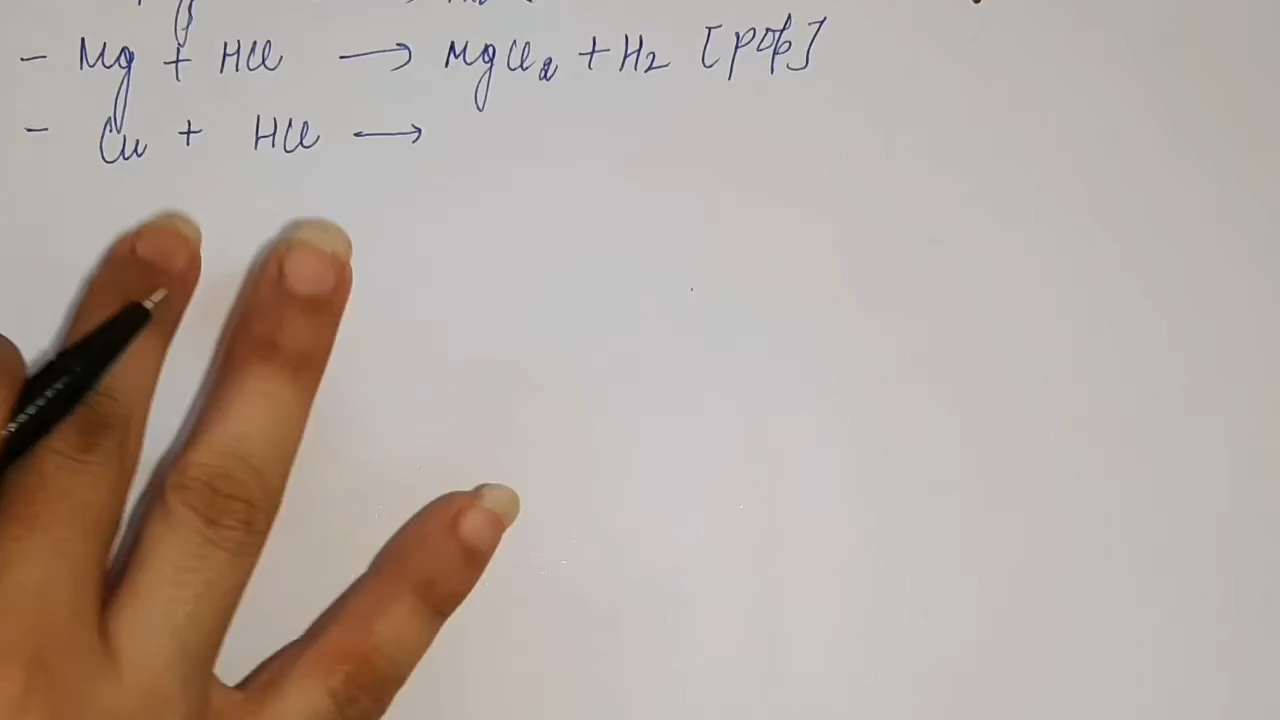 - Mg + HCl → MgCl₂ + H₂ [pop]
- Cu + HCl →